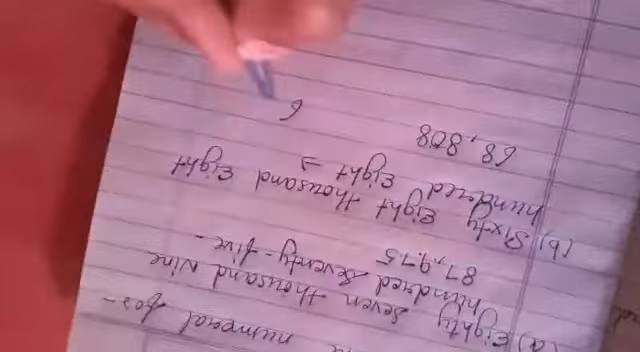 numeral for -
(a) Eighty Seven thousand nine
hundred Seventy-five -
87,975
(b) Sixty Eight thousand Eight
hundred Eight →
68,808
6